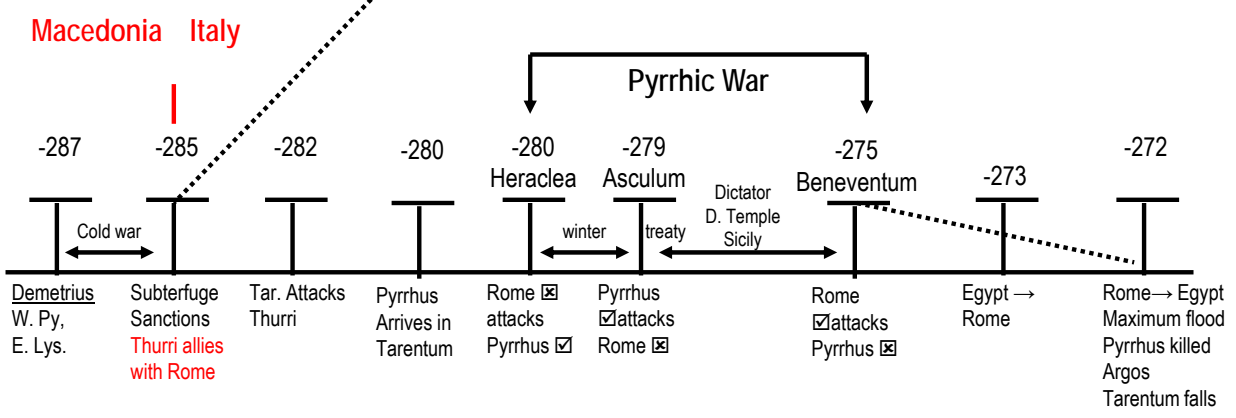 Macedonia Italy
Pyrrhic War
-287
-285
-282
-280
-280
Heraclea
-279
Asculum
-275
Beneventum
-273
-272
Cold war
winter
treaty
Dictator
D. Temple
Sicily
Demetrius
W. Py,
E. Lys.
Subterfuge
Sanctions
Thurri allies
with Rome
Tar. Attacks
Thurri
Pyrrhus
Arrives in
Tarentum
Rome ☒
attacks
Pyrrhus ☑
Pyrrhus
☑attacks
Rome ☒
Rome
☑attacks
Pyrrhus ☒
Egypt →
Rome
Rome→ Egypt
Maximum flood
Pyrrhus killed
Argos
Tarentum falls